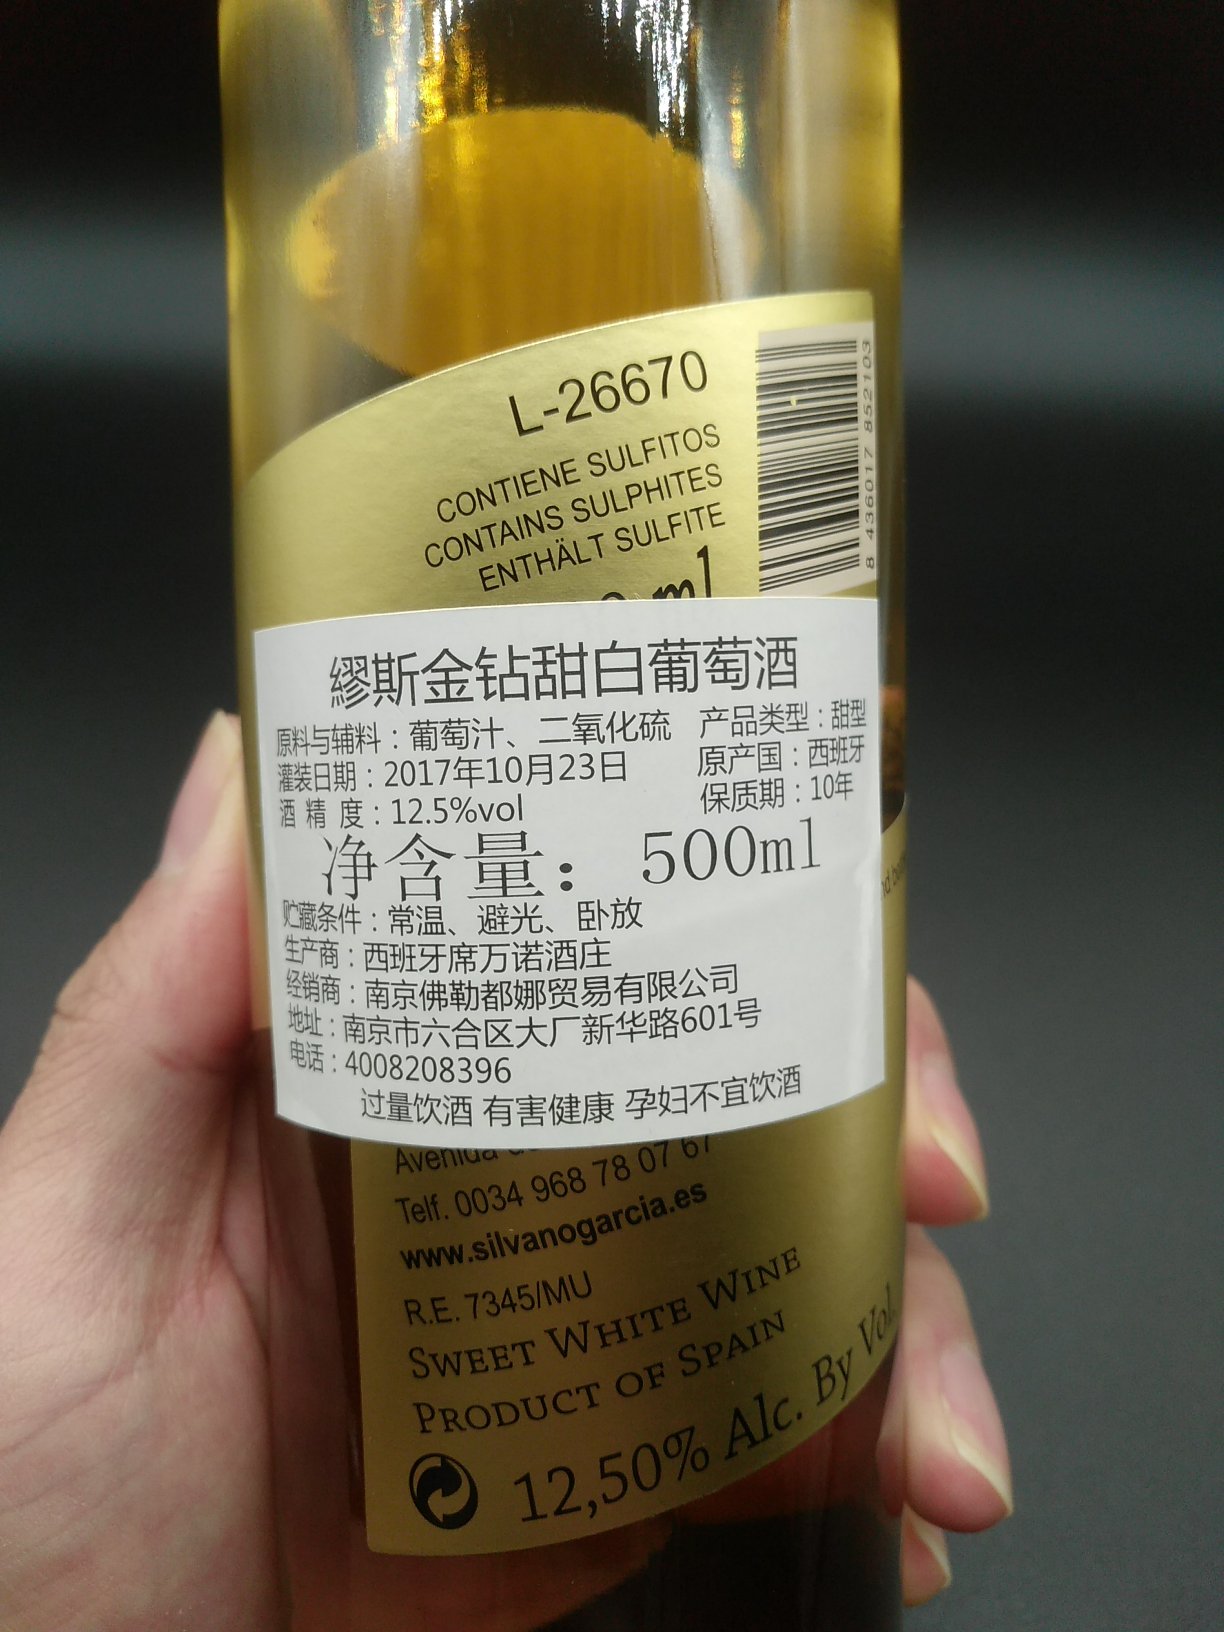 L-26670
CONTIENE SULFITOS
CONTAINS SULPHITES
ENTHÄLT SULFITE
ml
8 436017 852103
繆斯金钻甜白葡萄酒
原料与辅料：葡萄汁、二氧化硫 产品类型：甜型
灌装日期：2017年10月23日 原产国：西班牙
酒 精 度：12.5%vol 保质期：10年
净含量： 500ml
贮藏条件：常温、避光、卧放
生产商：西班牙席万诺酒庄
经销商：南京佛勒都娜贸易有限公司
地址：南京市六合区大厂新华路601号
电话：4008208396
过量饮酒 有害健康 孕妇不宜饮酒
Avenida
Telf. 0034 968 78 07 67
www.silvanogarcia.es
R.E. 7345/MU
SWEET WHITE WINE
PRODUCT OF SPAIN
12,50% Alc. By Vol.